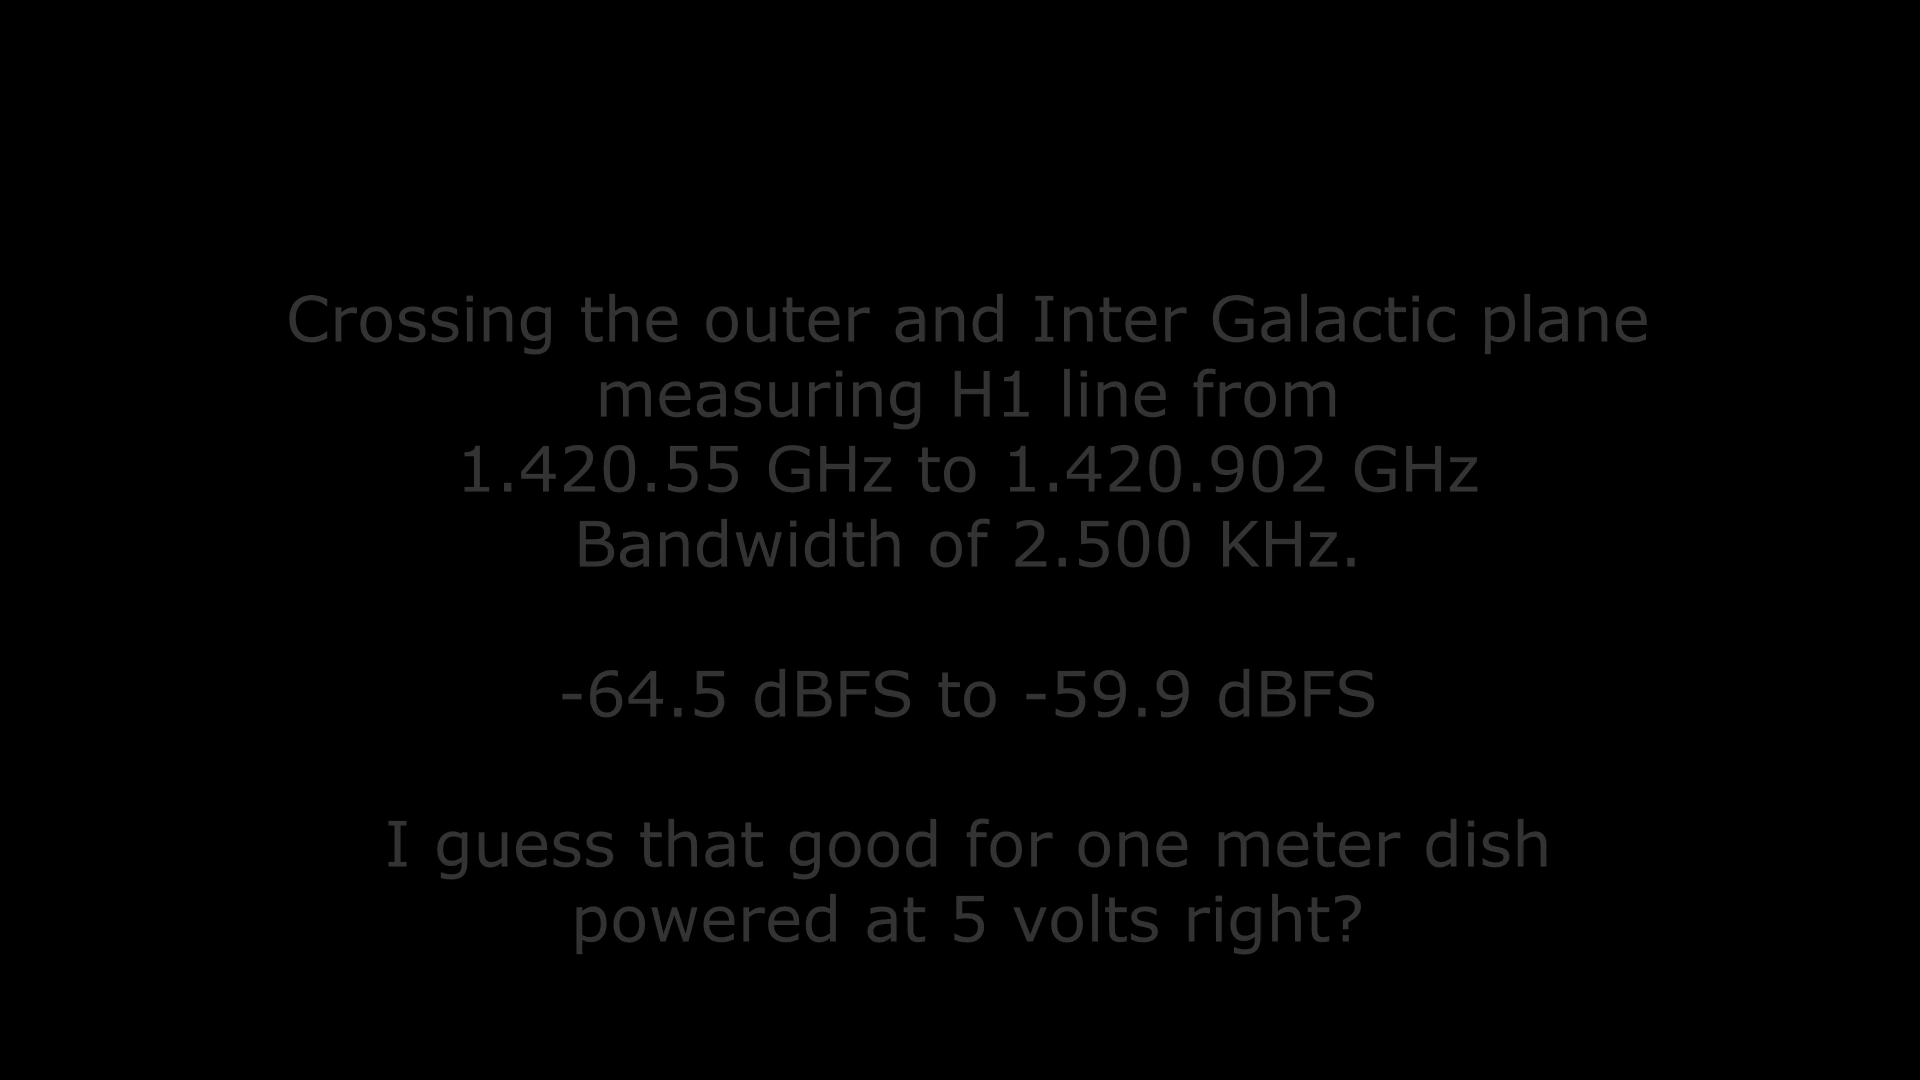 Crossing the outer and Inter Galactic plane
measuring H1 line from
1.420.55 GHz to 1.420.902 GHz
Bandwidth of 2.500 KHz.
-64.5 dBFS to -59.9 dBFS
I guess that good for one meter dish
powered at 5 volts right?